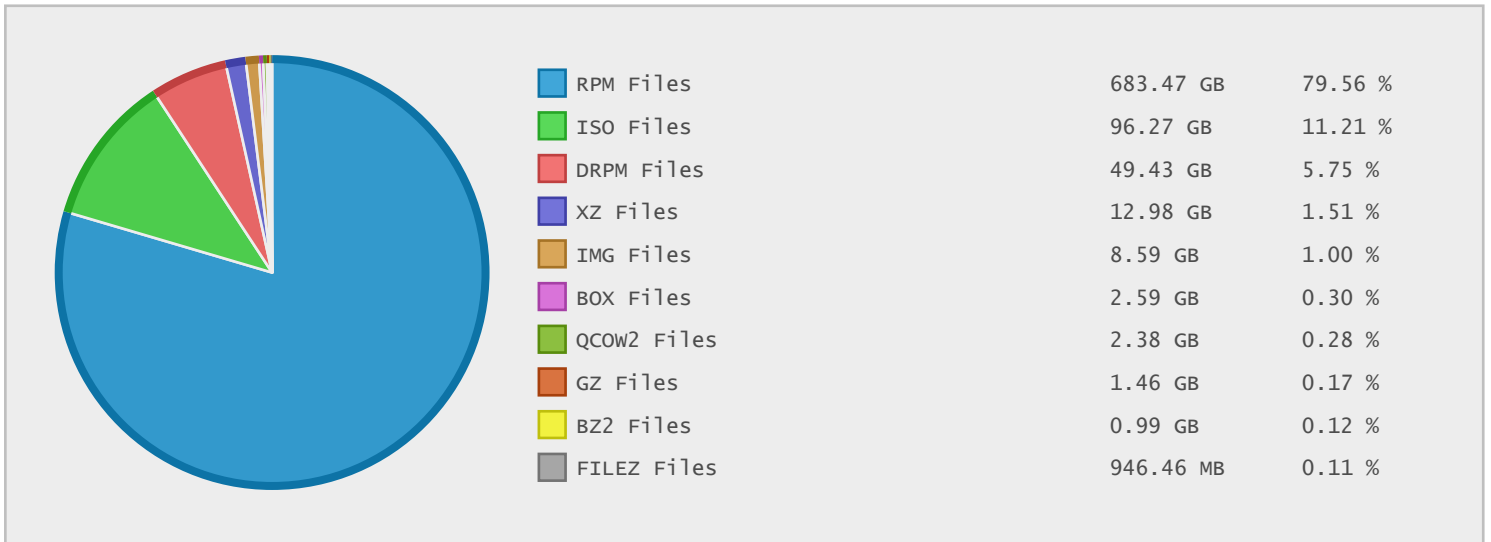 RPM Files 683.47 GB 79.56 %
ISO Files 96.27 GB 11.21 %
DRPM Files 49.43 GB 5.75 %
XZ Files 12.98 GB 1.51 %
IMG Files 8.59 GB 1.00 %
BOX Files 2.59 GB 0.30 %
QCOW2 Files 2.38 GB 0.28 %
GZ Files 1.46 GB 0.17 %
BZ2 Files 0.99 GB 0.12 %
FILEZ Files 946.46 MB 0.11 %